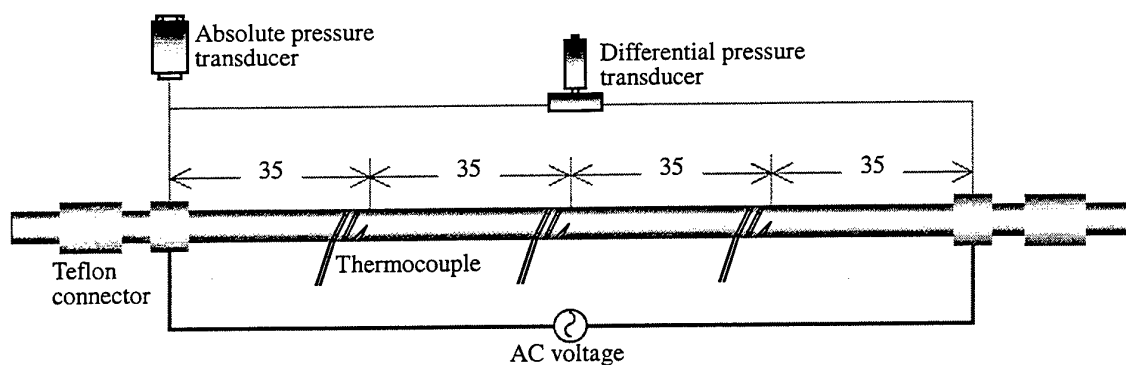 Absolute pressure
transducer
Differential pressure
transducer
35
35
35
35
Thermocouple
Teflon
connector
AC voltage